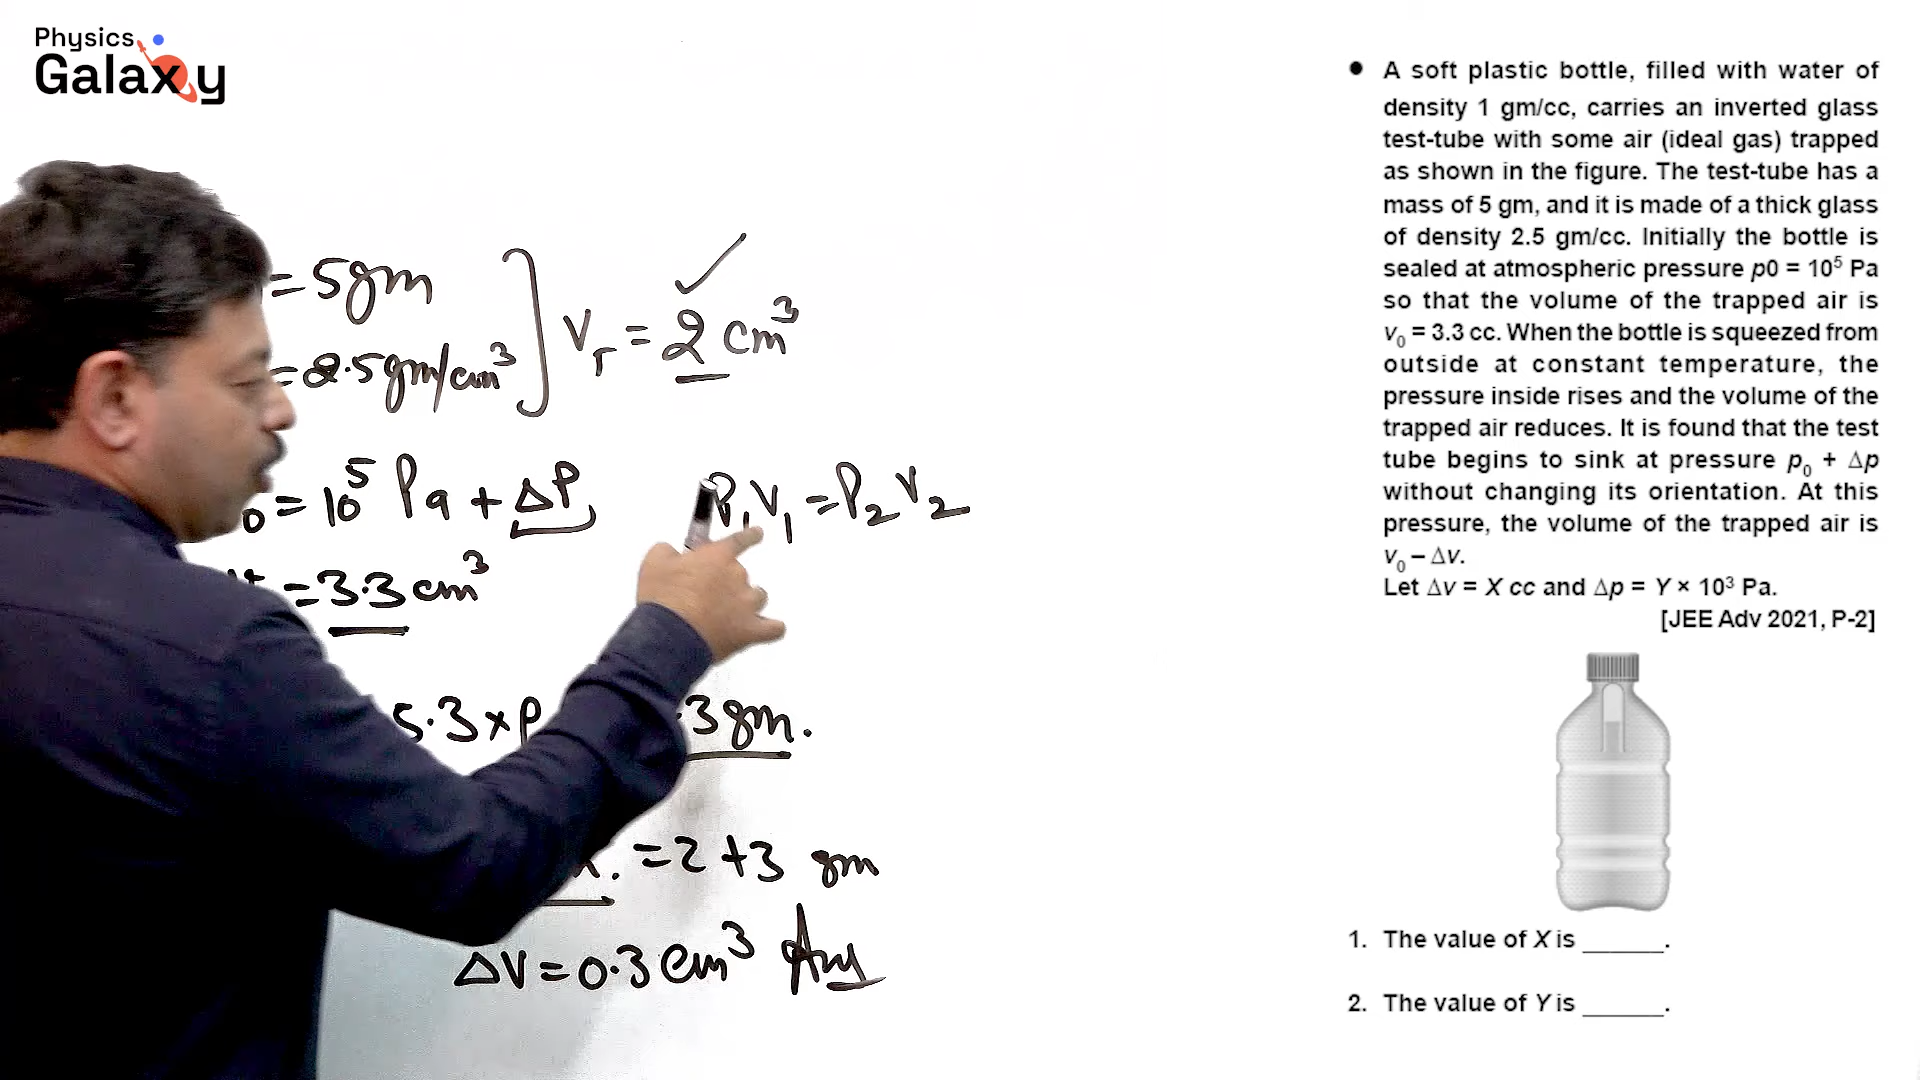 Physics
Galaxy
= 5gm
= 2.5gm/cm³
V_T = 2 cm³
0 = 10⁵ Pa + ΔP
P₁V₁ = P₂V₂
= 3.3 cm³
5.3 × ρ
.3 gm.
= 2 + 3 gm
ΔV = 0.3 cm³ Ans
• A soft plastic bottle, filled with water of
density 1 gm/cc, carries an inverted glass
test-tube with some air (ideal gas) trapped
as shown in the figure. The test-tube has a
mass of 5 gm, and it is made of a thick glass
of density 2.5 gm/cc. Initially the bottle is
sealed at atmospheric pressure p0 = 10⁵ Pa
so that the volume of the trapped air is
v₀ = 3.3 cc. When the bottle is squeezed from
outside at constant temperature, the
pressure inside rises and the volume of the
trapped air reduces. It is found that the test
tube begins to sink at pressure p₀ + Δp
without changing its orientation. At this
pressure, the volume of the trapped air is
v₀ – Δv.
Let Δv = X cc and Δp = Y × 10³ Pa.
[JEE Adv 2021, P-2]
1. The value of X is ______.
2. The value of Y is ______.